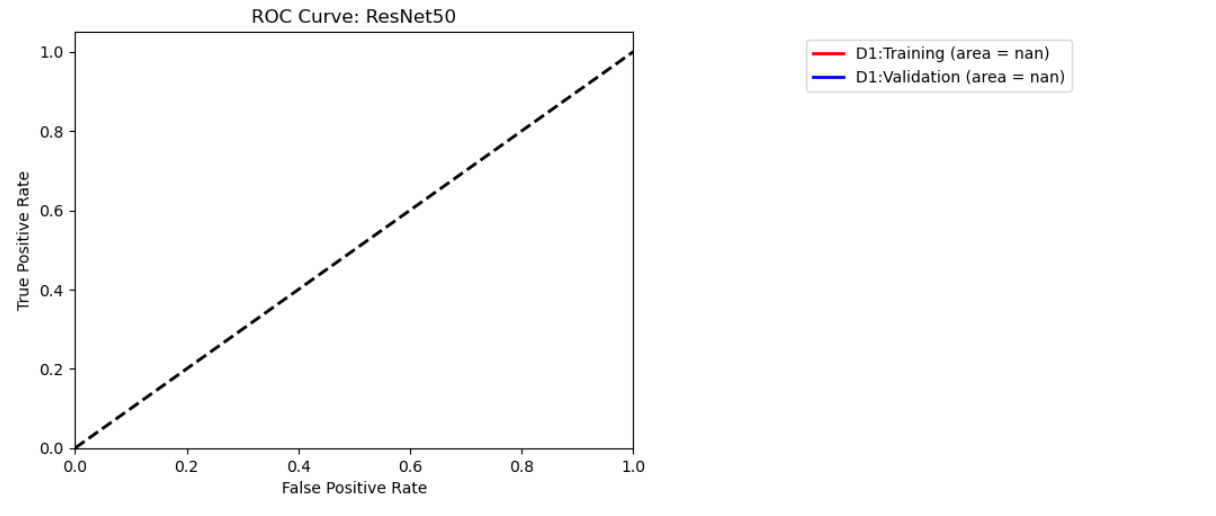 ROC Curve: ResNet50
D1:Training (area = nan)
D1:Validation (area = nan)
True Positive Rate
1.0
0.8
0.6
0.4
0.2
0.0
0.0 0.2 0.4 0.6 0.8 1.0
False Positive Rate